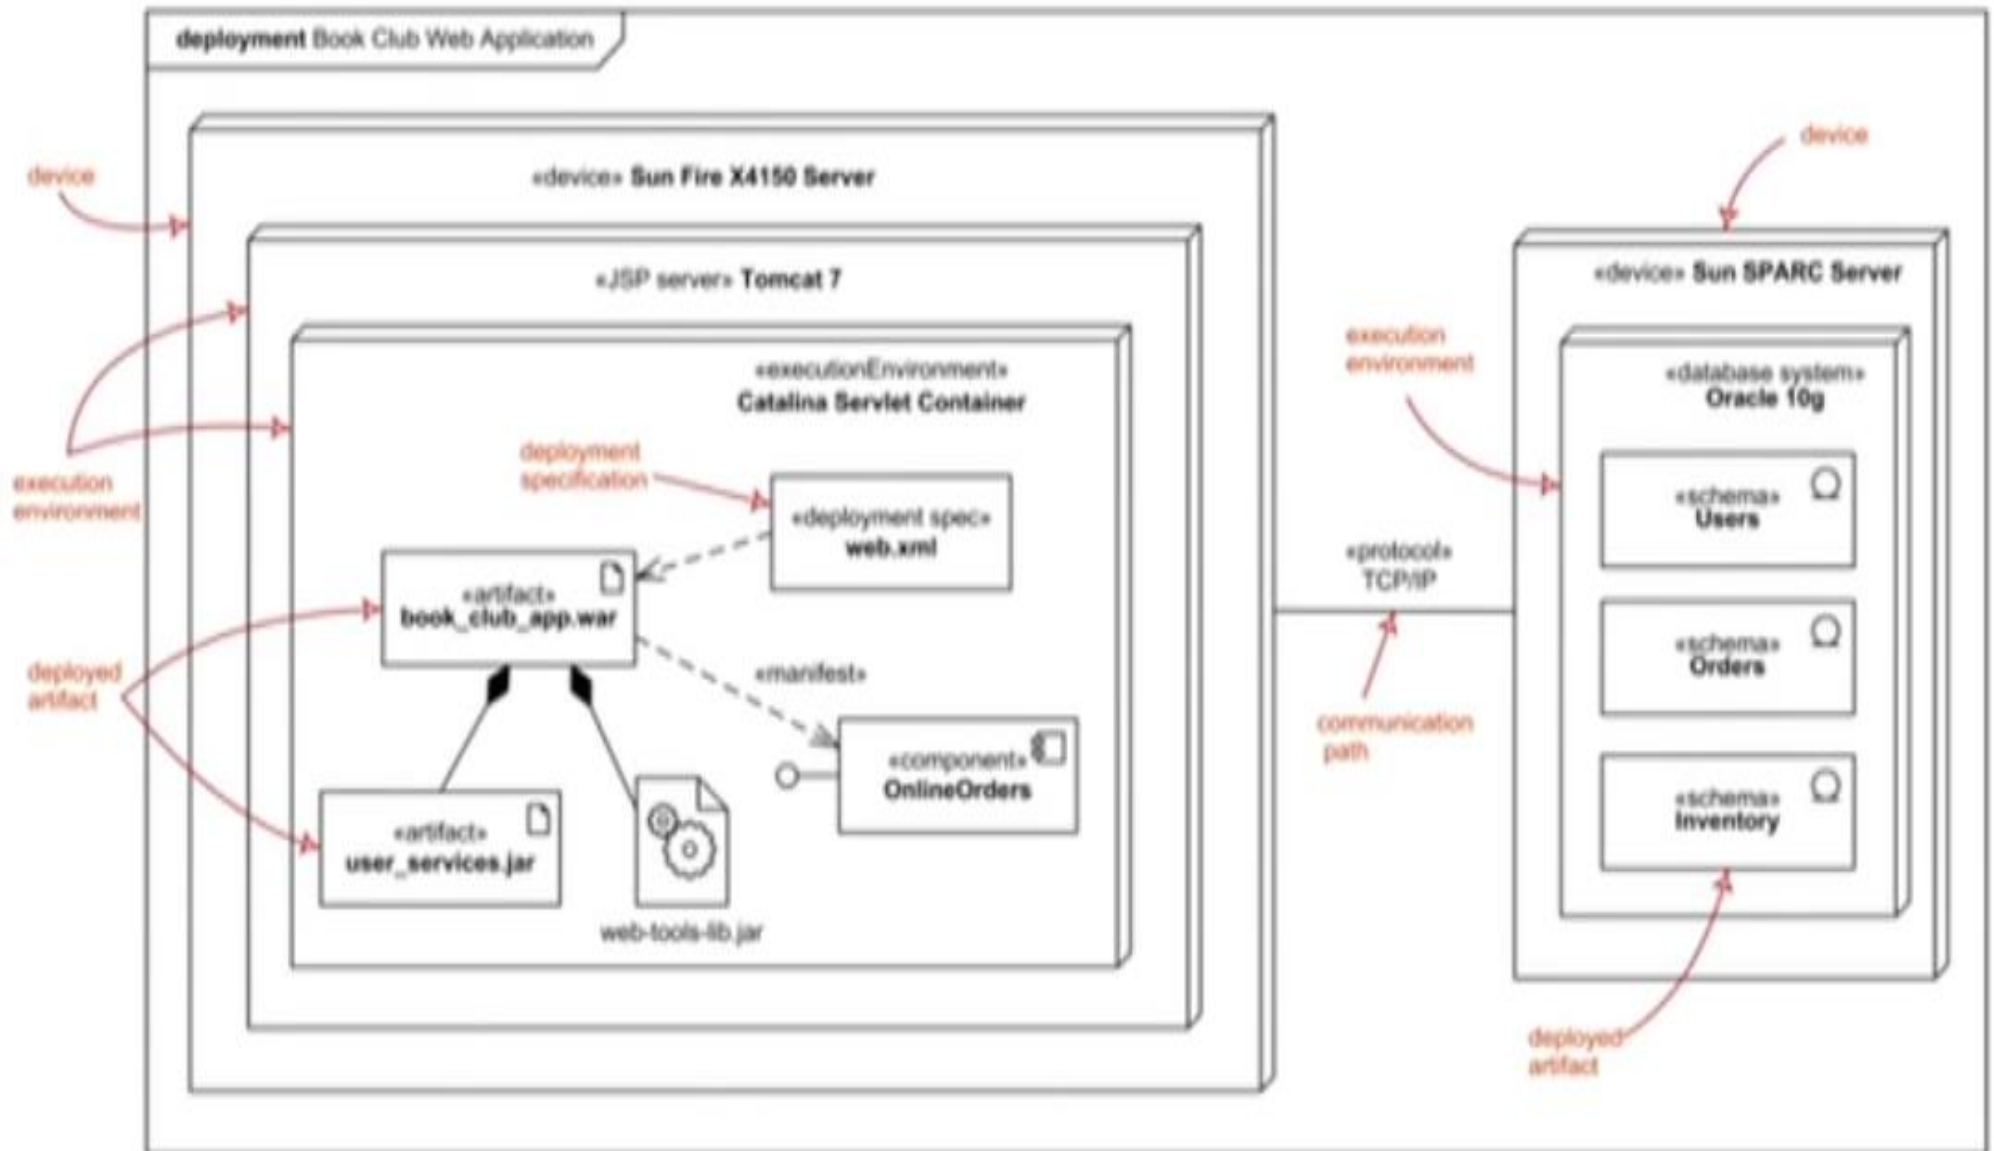 deployment Book Club Web Application
device
«device» Sun Fire X4150 Server
«JSP server» Tomcat 7
«executionEnvironment»
Catalina Servlet Container
execution
environment
deployment
specification
«deployment spec»
web.xml
«artifact»
book_club_app.war
deployed
artifact
«manifest»
«component»
OnlineOrders
«artifact»
user_services.jar
web-tools-lib.jar
«protocol»
TCP/IP
communication
path
device
«device» Sun SPARC Server
execution
environment
«database system»
Oracle 10g
«schema»
Users
«schema»
Orders
«schema»
Inventory
deployed
artifact